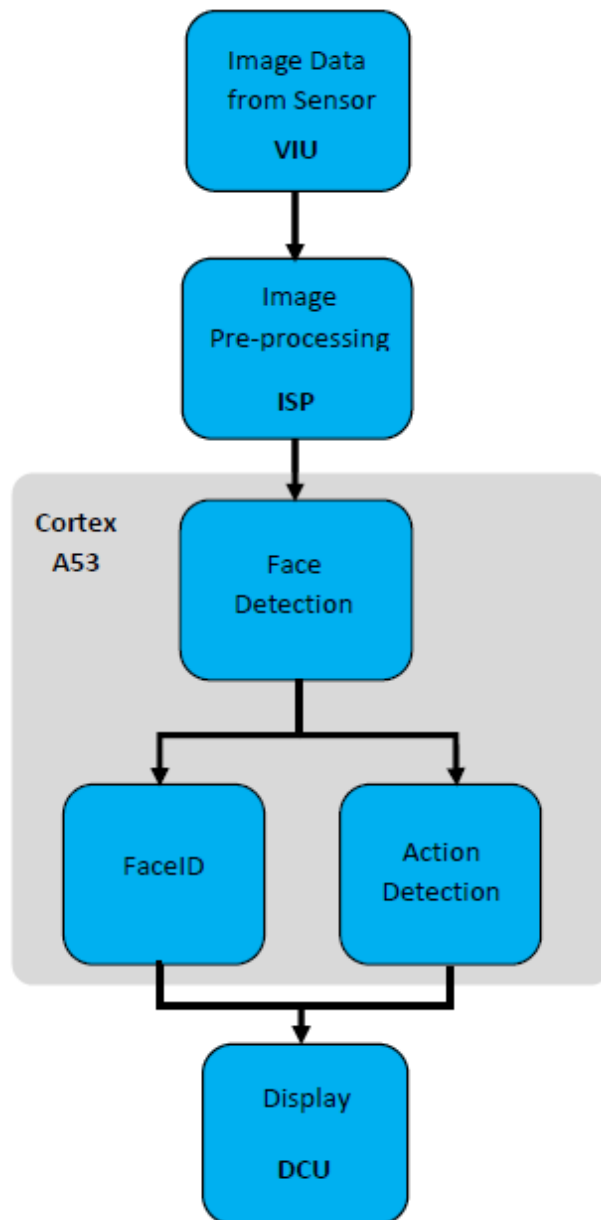 Image Data
from Sensor
VIU
Image
Pre-processing
ISP
Cortex
A53
Face
Detection
FaceID
Action
Detection
Display
DCU